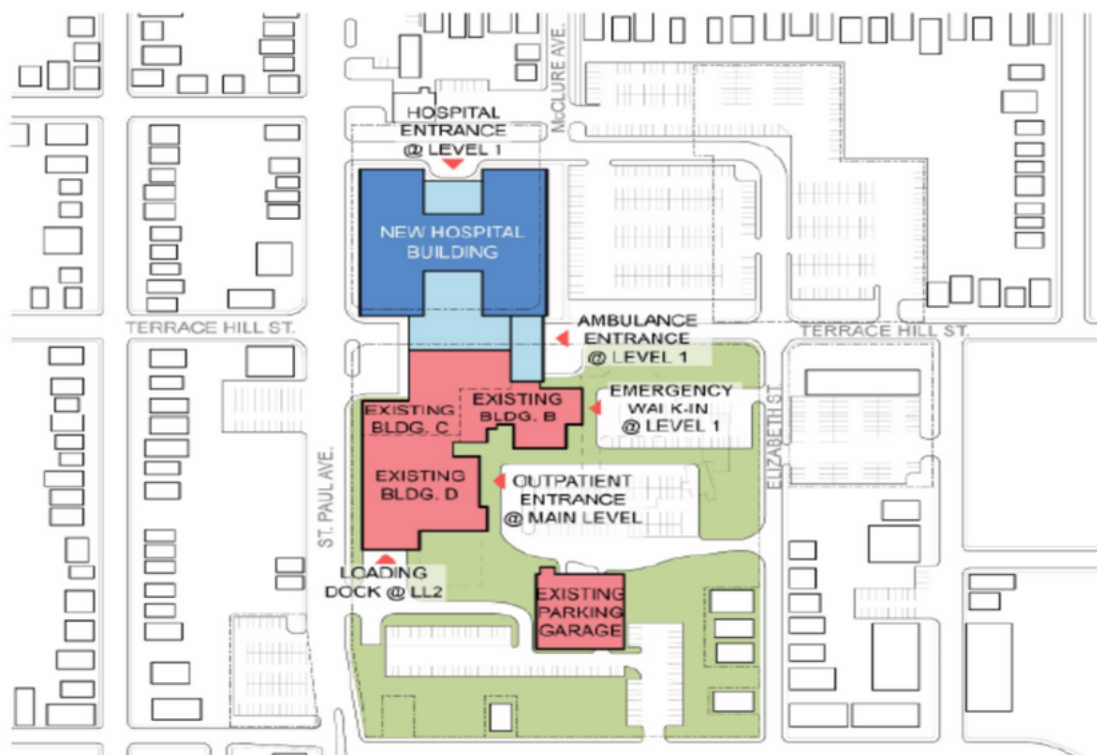 McCLURE AVE.
HOSPITAL
ENTRANCE
@ LEVEL 1
NEW HOSPITAL
BUILDING
TERRACE HILL ST.
AMBULANCE
ENTRANCE
@ LEVEL 1
TERRACE HILL ST.
EXISTING
BLDG. C
EXISTING
BLDG. B
EMERGENCY
WALK-IN
@ LEVEL 1
ELIZABETH ST.
ST. PAUL AVE.
EXISTING
BLDG. D
OUTPATIENT
ENTRANCE
@ MAIN LEVEL
LOADING
DOCK @ LL2
EXISTING
PARKING
GARAGE